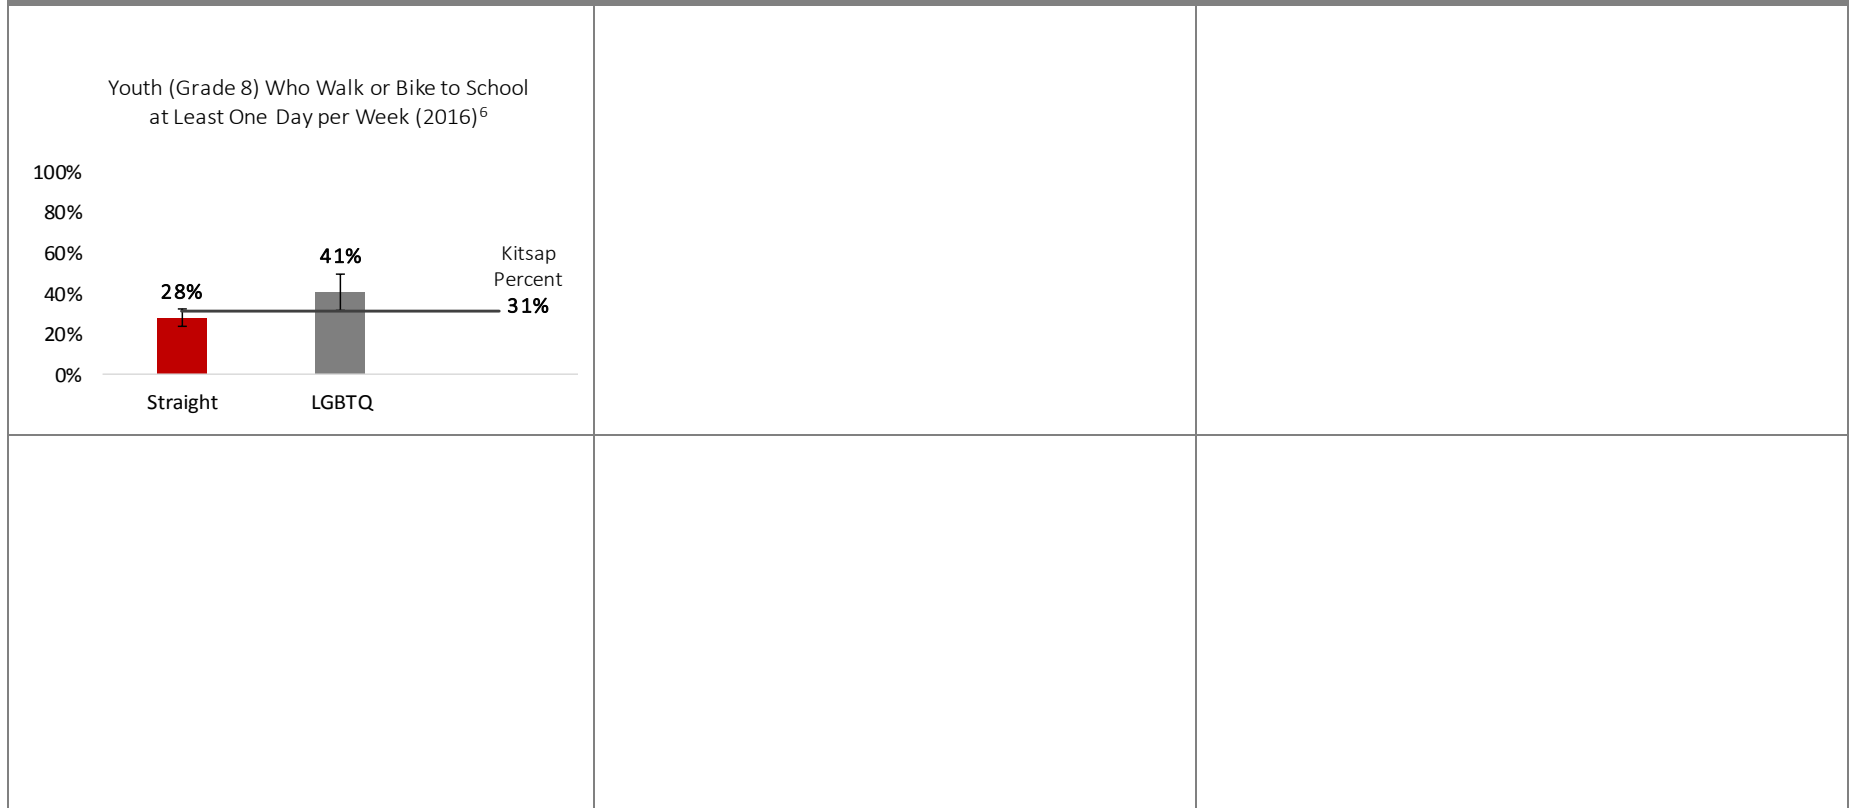 Youth (Grade 8) Who Walk or Bike to School
at Least One Day per Week (2016)⁶
100%
80%
60%
40%
20%
0%
28%
41%
Kitsap
Percent
31%
Straight
LGBTQ